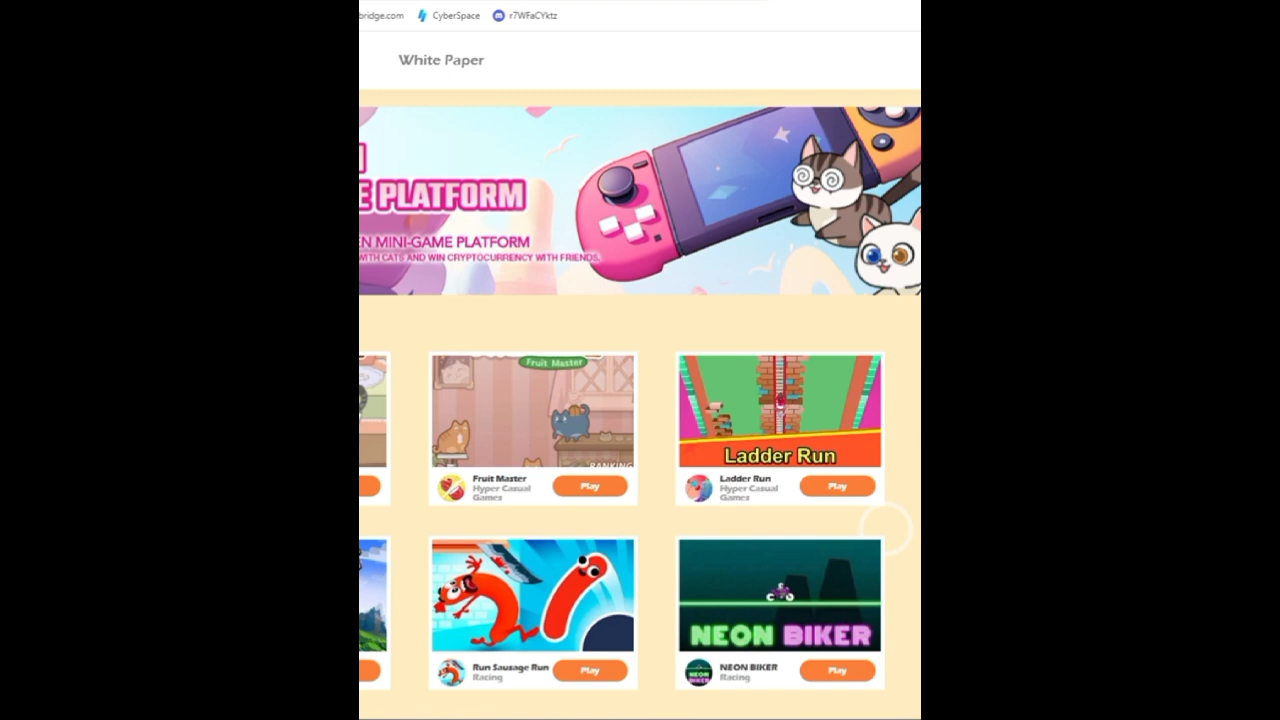 bridge.com CyberSpace r7WFaCYktz
White Paper
PLATFORM
EN MINI-GAME PLATFORM
WITH CATS AND WIN CRYPTOCURRENCY WITH FRIENDS.
Fruit Master
RANKING
Ladder Run
Fruit Master
Hyper Casual
Games
Play
Ladder Run
Hyper Casual
Games
Play
NEON BIKER
Run Sausage Run
Racing
Play
NEON BIKER
Racing
Play